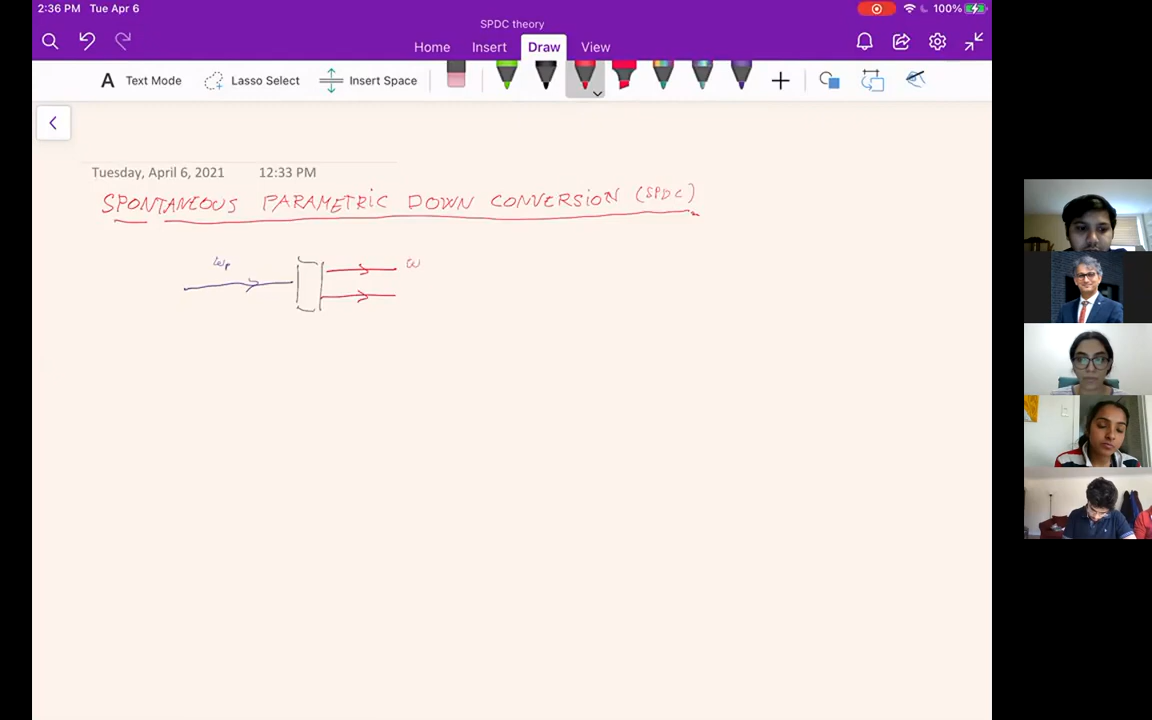 2:36 PM Tue Apr 6
100%
SPDC theory
Home Insert Draw View
A Text Mode Lasso Select Insert Space
Tuesday, April 6, 2021 12:33 PM
SPONTANEOUS PARAMETRIC DOWN CONVERSION (SPDC)
ωp ω